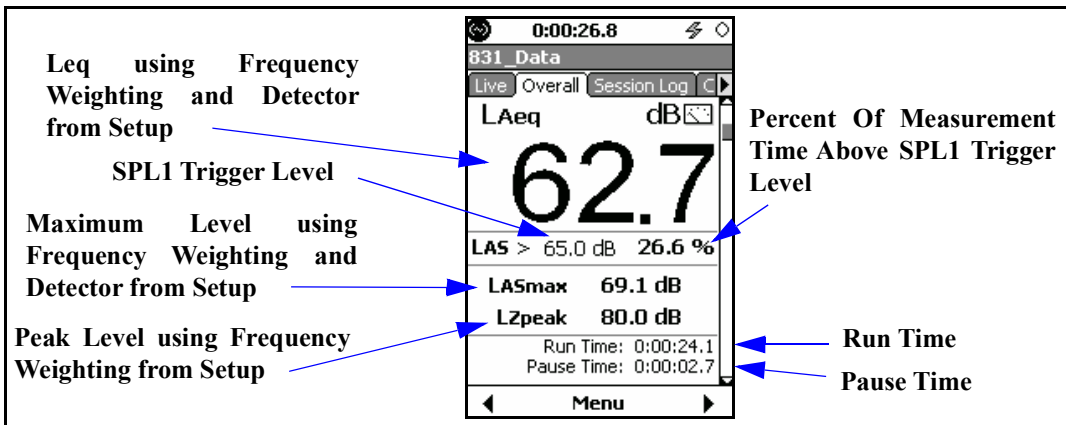 Leq using Frequency
Weighting and Detector
from Setup
SPL1 Trigger Level
Maximum Level using
Frequency Weighting and
Detector from Setup
Peak Level using Frequency
Weighting from Setup
0:00:26.8
831_Data
Live Overall Session Log C
LAeq dB
62.7
LAS > 65.0 dB 26.6 %
LASmax 69.1 dB
LZpeak 80.0 dB
Run Time: 0:00:24.1
Pause Time: 0:00:02.7
Menu
Percent Of Measurement
Time Above SPL1 Trigger
Level
Run Time
Pause Time